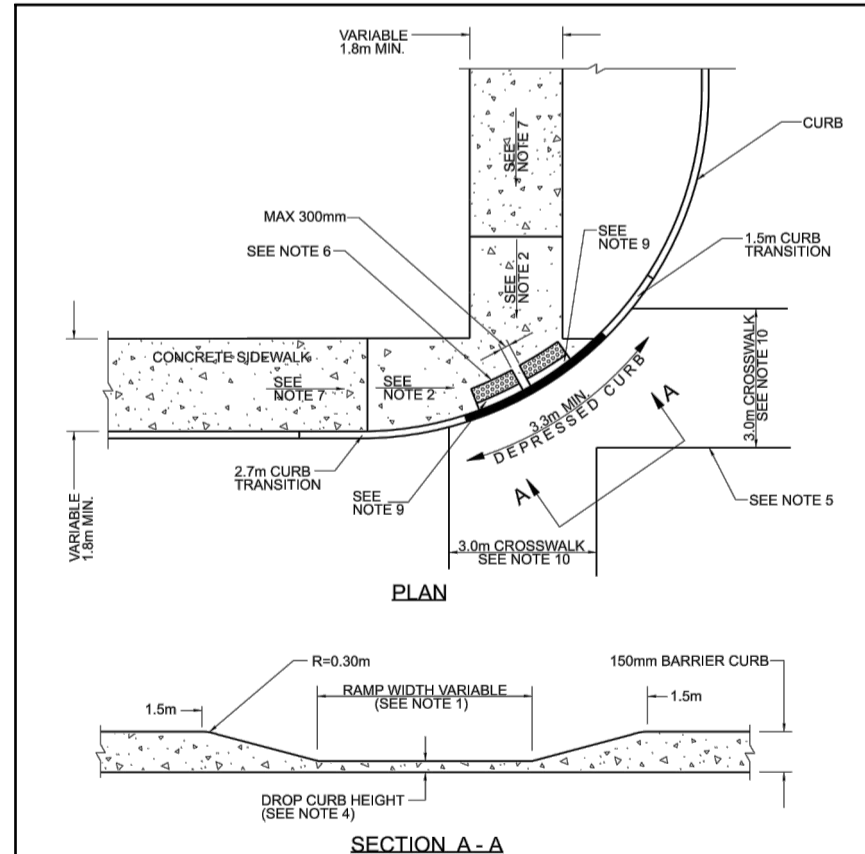 VARIABLE
1.8m MIN.
CURB
SEE
NOTE 7
MAX 300mm
SEE NOTE 6
SEE
NOTE 9
1.5m CURB
TRANSITION
SEE
NOTE 2
CONCRETE SIDEWALK
SEE
NOTE 7
SEE
NOTE 2
3.3m MIN.
DEPRESSED CURB
3.0m CROSSWALK
SEE NOTE 10
A
A
2.7m CURB
TRANSITION
SEE
NOTE 9
SEE NOTE 5
VARIABLE
1.8m MIN.
3.0m CROSSWALK
SEE NOTE 10
PLAN
R=0.30m
150mm BARRIER CURB
RAMP WIDTH VARIABLE
(SEE NOTE 1)
1.5m
1.5m
DROP CURB HEIGHT
(SEE NOTE 4)
SECTION A - A